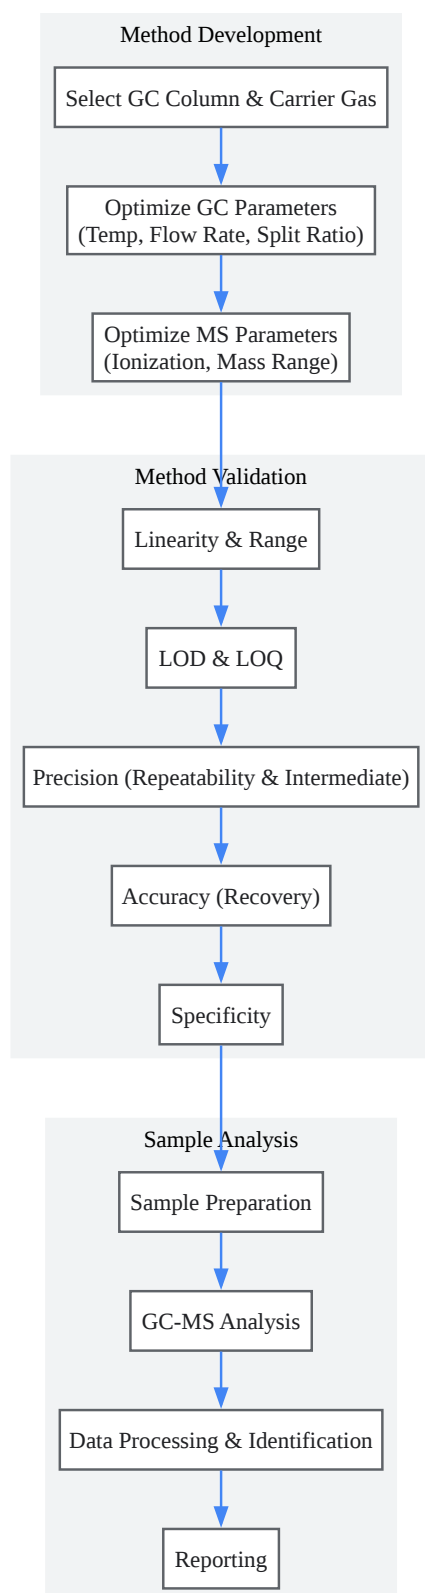 Method Development
Select GC Column & Carrier Gas
Optimize GC Parameters
(Temp, Flow Rate, Split Ratio)
Optimize MS Parameters
(Ionization, Mass Range)
Method Validation
Linearity & Range
LOD & LOQ
Precision (Repeatability & Intermediate)
Accuracy (Recovery)
Specificity
Sample Analysis
Sample Preparation
GC-MS Analysis
Data Processing & Identification
Reporting